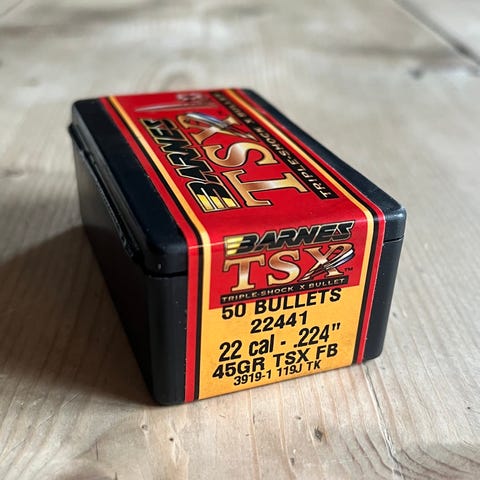 BARNES
TSX
TRIPLE-SHOCK X BULLET
BARNES
TSX™
TRIPLE-SHOCK X BULLET
50 BULLETS
22441
22 cal - .224"
45GR TSX FB
3919-1 119J TK